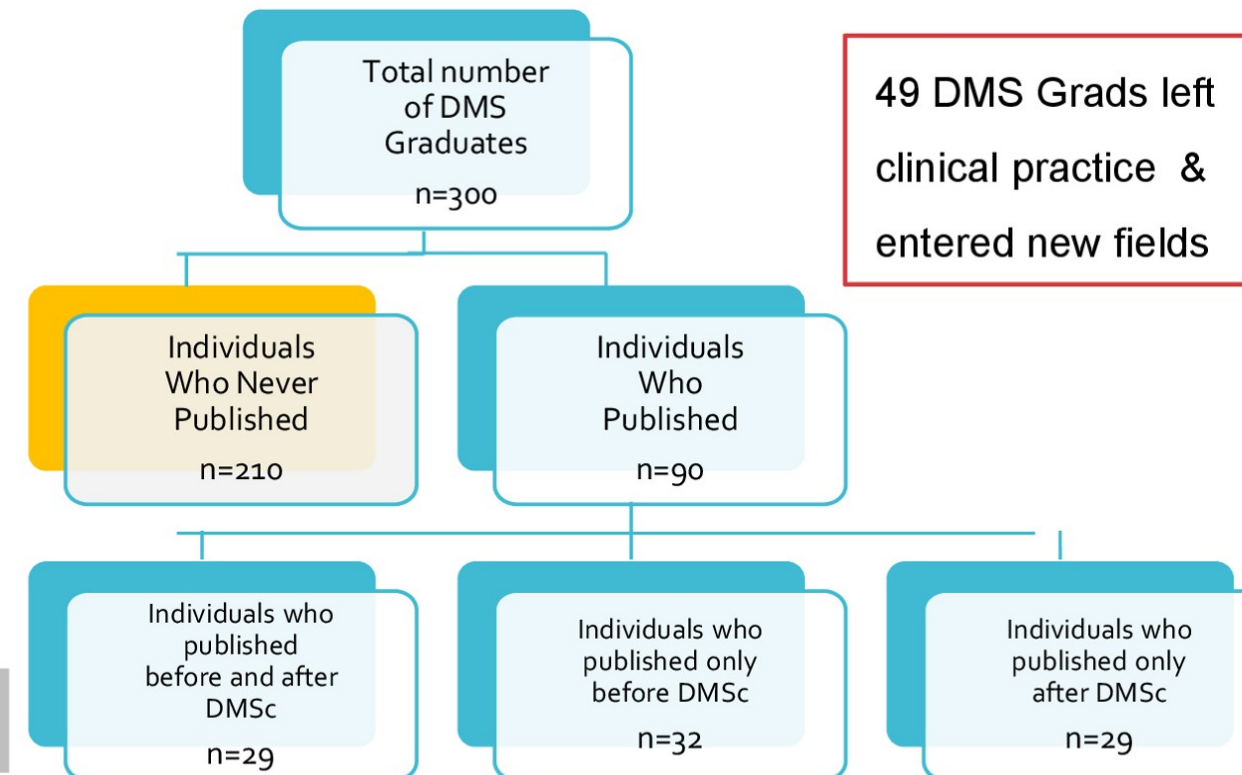 Total number
of DMS
Graduates
n=300
49 DMS Grads left
clinical practice &
entered new fields
Individuals
Who Never
Published
n=210
Individuals
Who
Published
n=90
Individuals who
published
before and after
DMSc
n=29
Individuals who
published only
before DMSc
n=32
Individuals who
published only
after DMSc
n=29